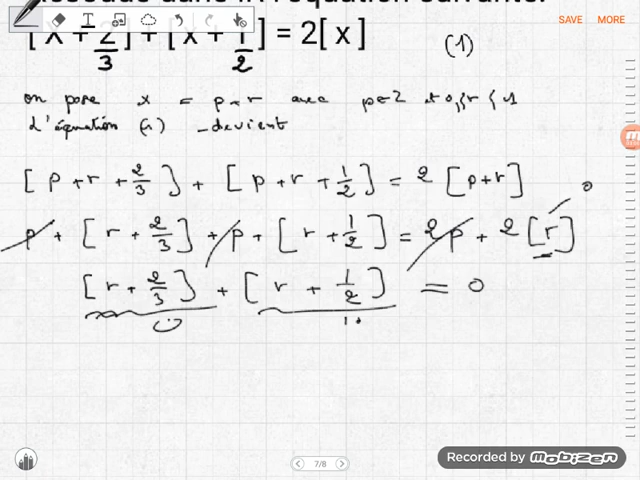 SAVE MORE
[ x + 2/3 ] + [ x + 1/2 ] = 2[ x ] (1)
on pose x = p + r avec p∈Z et 0≤r<1
l'équation (1) devient
[ p + r + 2/3 ] + [ p + r + 1/2 ] = 2 [ p+r ]
p + [ r + 2/3 ] + p + [ r + 1/2 ] = 2p + 2 [ r ] 0
[ r + 2/3 ] + [ r + 1/2 ] = 0
7/8
Recorded by MOBIZEN